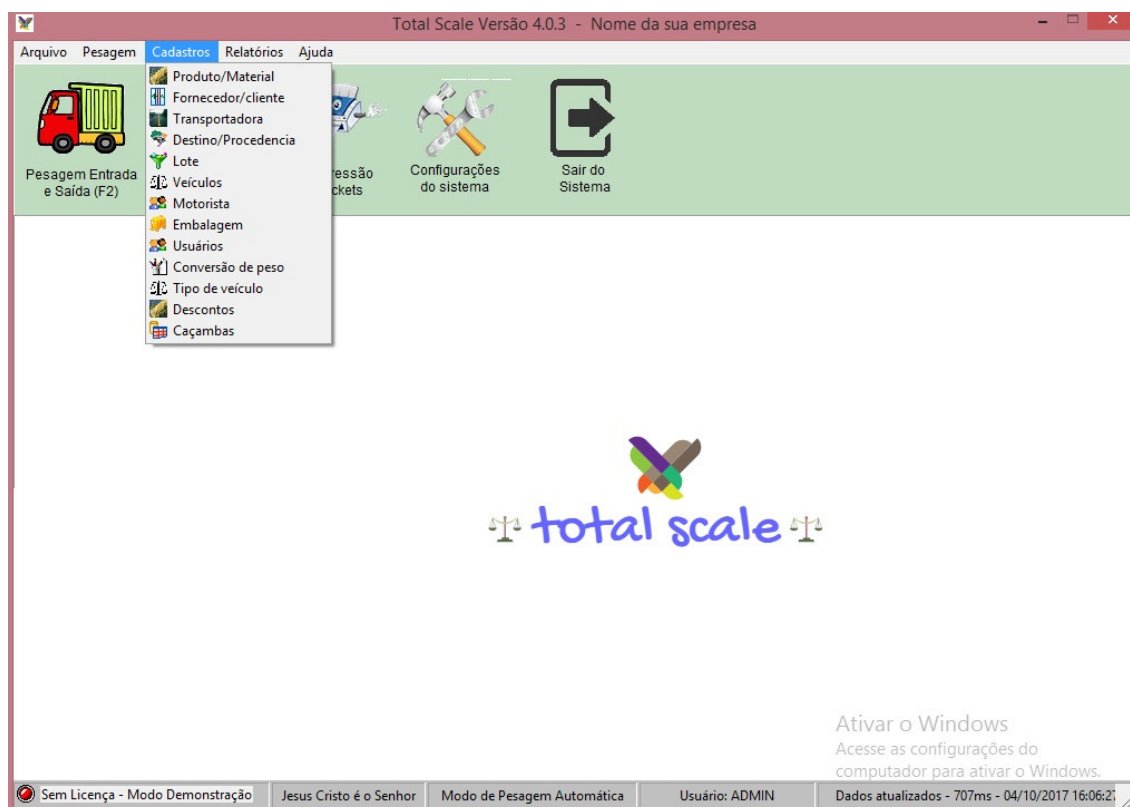 Total Scale Versão 4.0.3 - Nome da sua empresa
Arquivo Pesagem Cadastros Relatórios Ajuda
Produto/Material
Fornecedor/cliente
Transportadora
Destino/Procedencia
Lote
Veículos
Motorista
Embalagem
Usuários
Conversão de peso
Tipo de veículo
Descontos
Caçambas
Pesagem Entrada
e Saída (F2)
ressão
ckets
Configurações
do sistema
Sair do
Sistema
total scale
Ativar o Windows
Acesse as configurações do
computador para ativar o Windows.
Sem Licença - Modo Demonstração Jesus Cristo é o Senhor Modo de Pesagem Automática Usuário: ADMIN Dados atualizados - 707ms - 04/10/2017 16:06:27